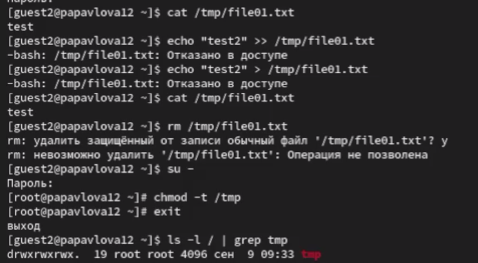 Пароль:
[guest2@papavlova12 ~]$ cat /tmp/file01.txt
test
[guest2@papavlova12 ~]$ echo "test2" >> /tmp/file01.txt
-bash: /tmp/file01.txt: Отказано в доступе
[guest2@papavlova12 ~]$ echo "test2" > /tmp/file01.txt
-bash: /tmp/file01.txt: Отказано в доступе
[guest2@papavlova12 ~]$ cat /tmp/file01.txt
test
[guest2@papavlova12 ~]$ rm /tmp/file01.txt
rm: удалить защищённый от записи обычный файл '/tmp/file01.txt'? y
rm: невозможно удалить '/tmp/file01.txt': Операция не позволена
[guest2@papavlova12 ~]$ su -
Пароль:
[root@papavlova12 ~]# chmod -t /tmp
[root@papavlova12 ~]# exit
выход
[guest2@papavlova12 ~]$ ls -l / | grep tmp
drwxrwxrwx.  19 root root 4096 сен  9 09:33 tmp